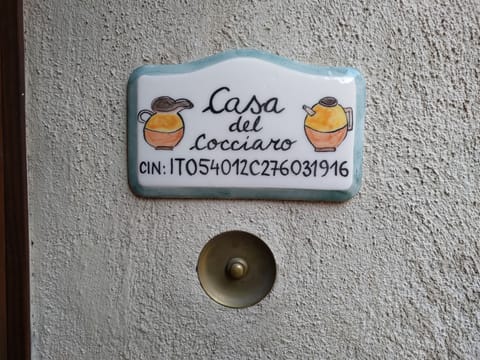 Casa
del
Cocciaro
CIN: IT054012C276031916